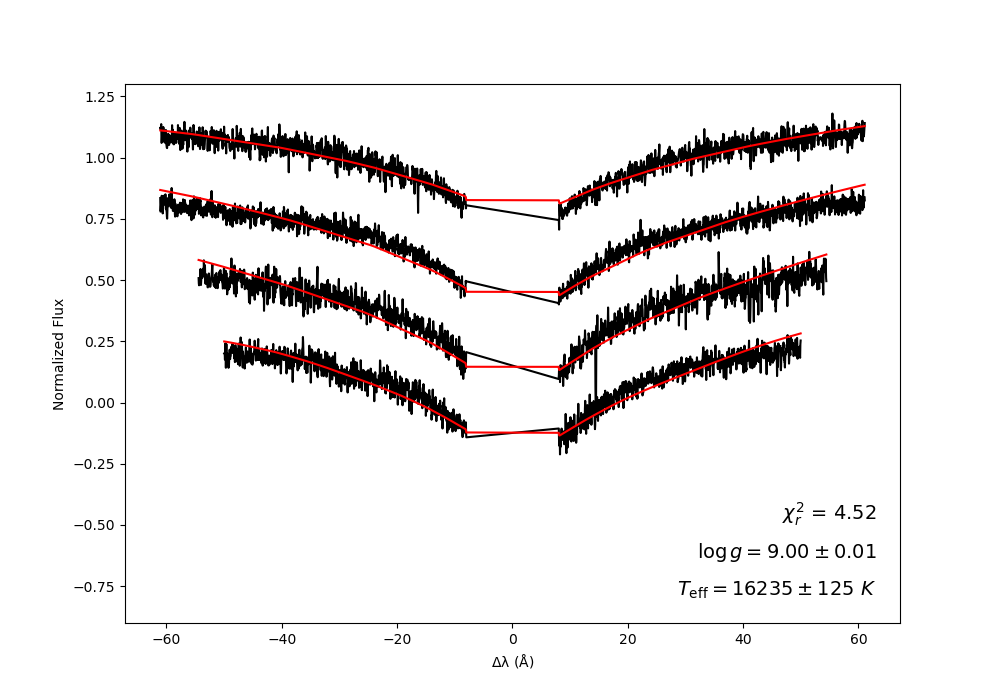 Normalized Flux
1.25
1.00
0.75
0.50
0.25
0.00
−0.25
−0.50
−0.75
χ²ᵣ = 4.52
log g = 9.00 ± 0.01
T_eff = 16235 ± 125 K
−60 −40 −20 0 20 40 60
Δλ (Å)